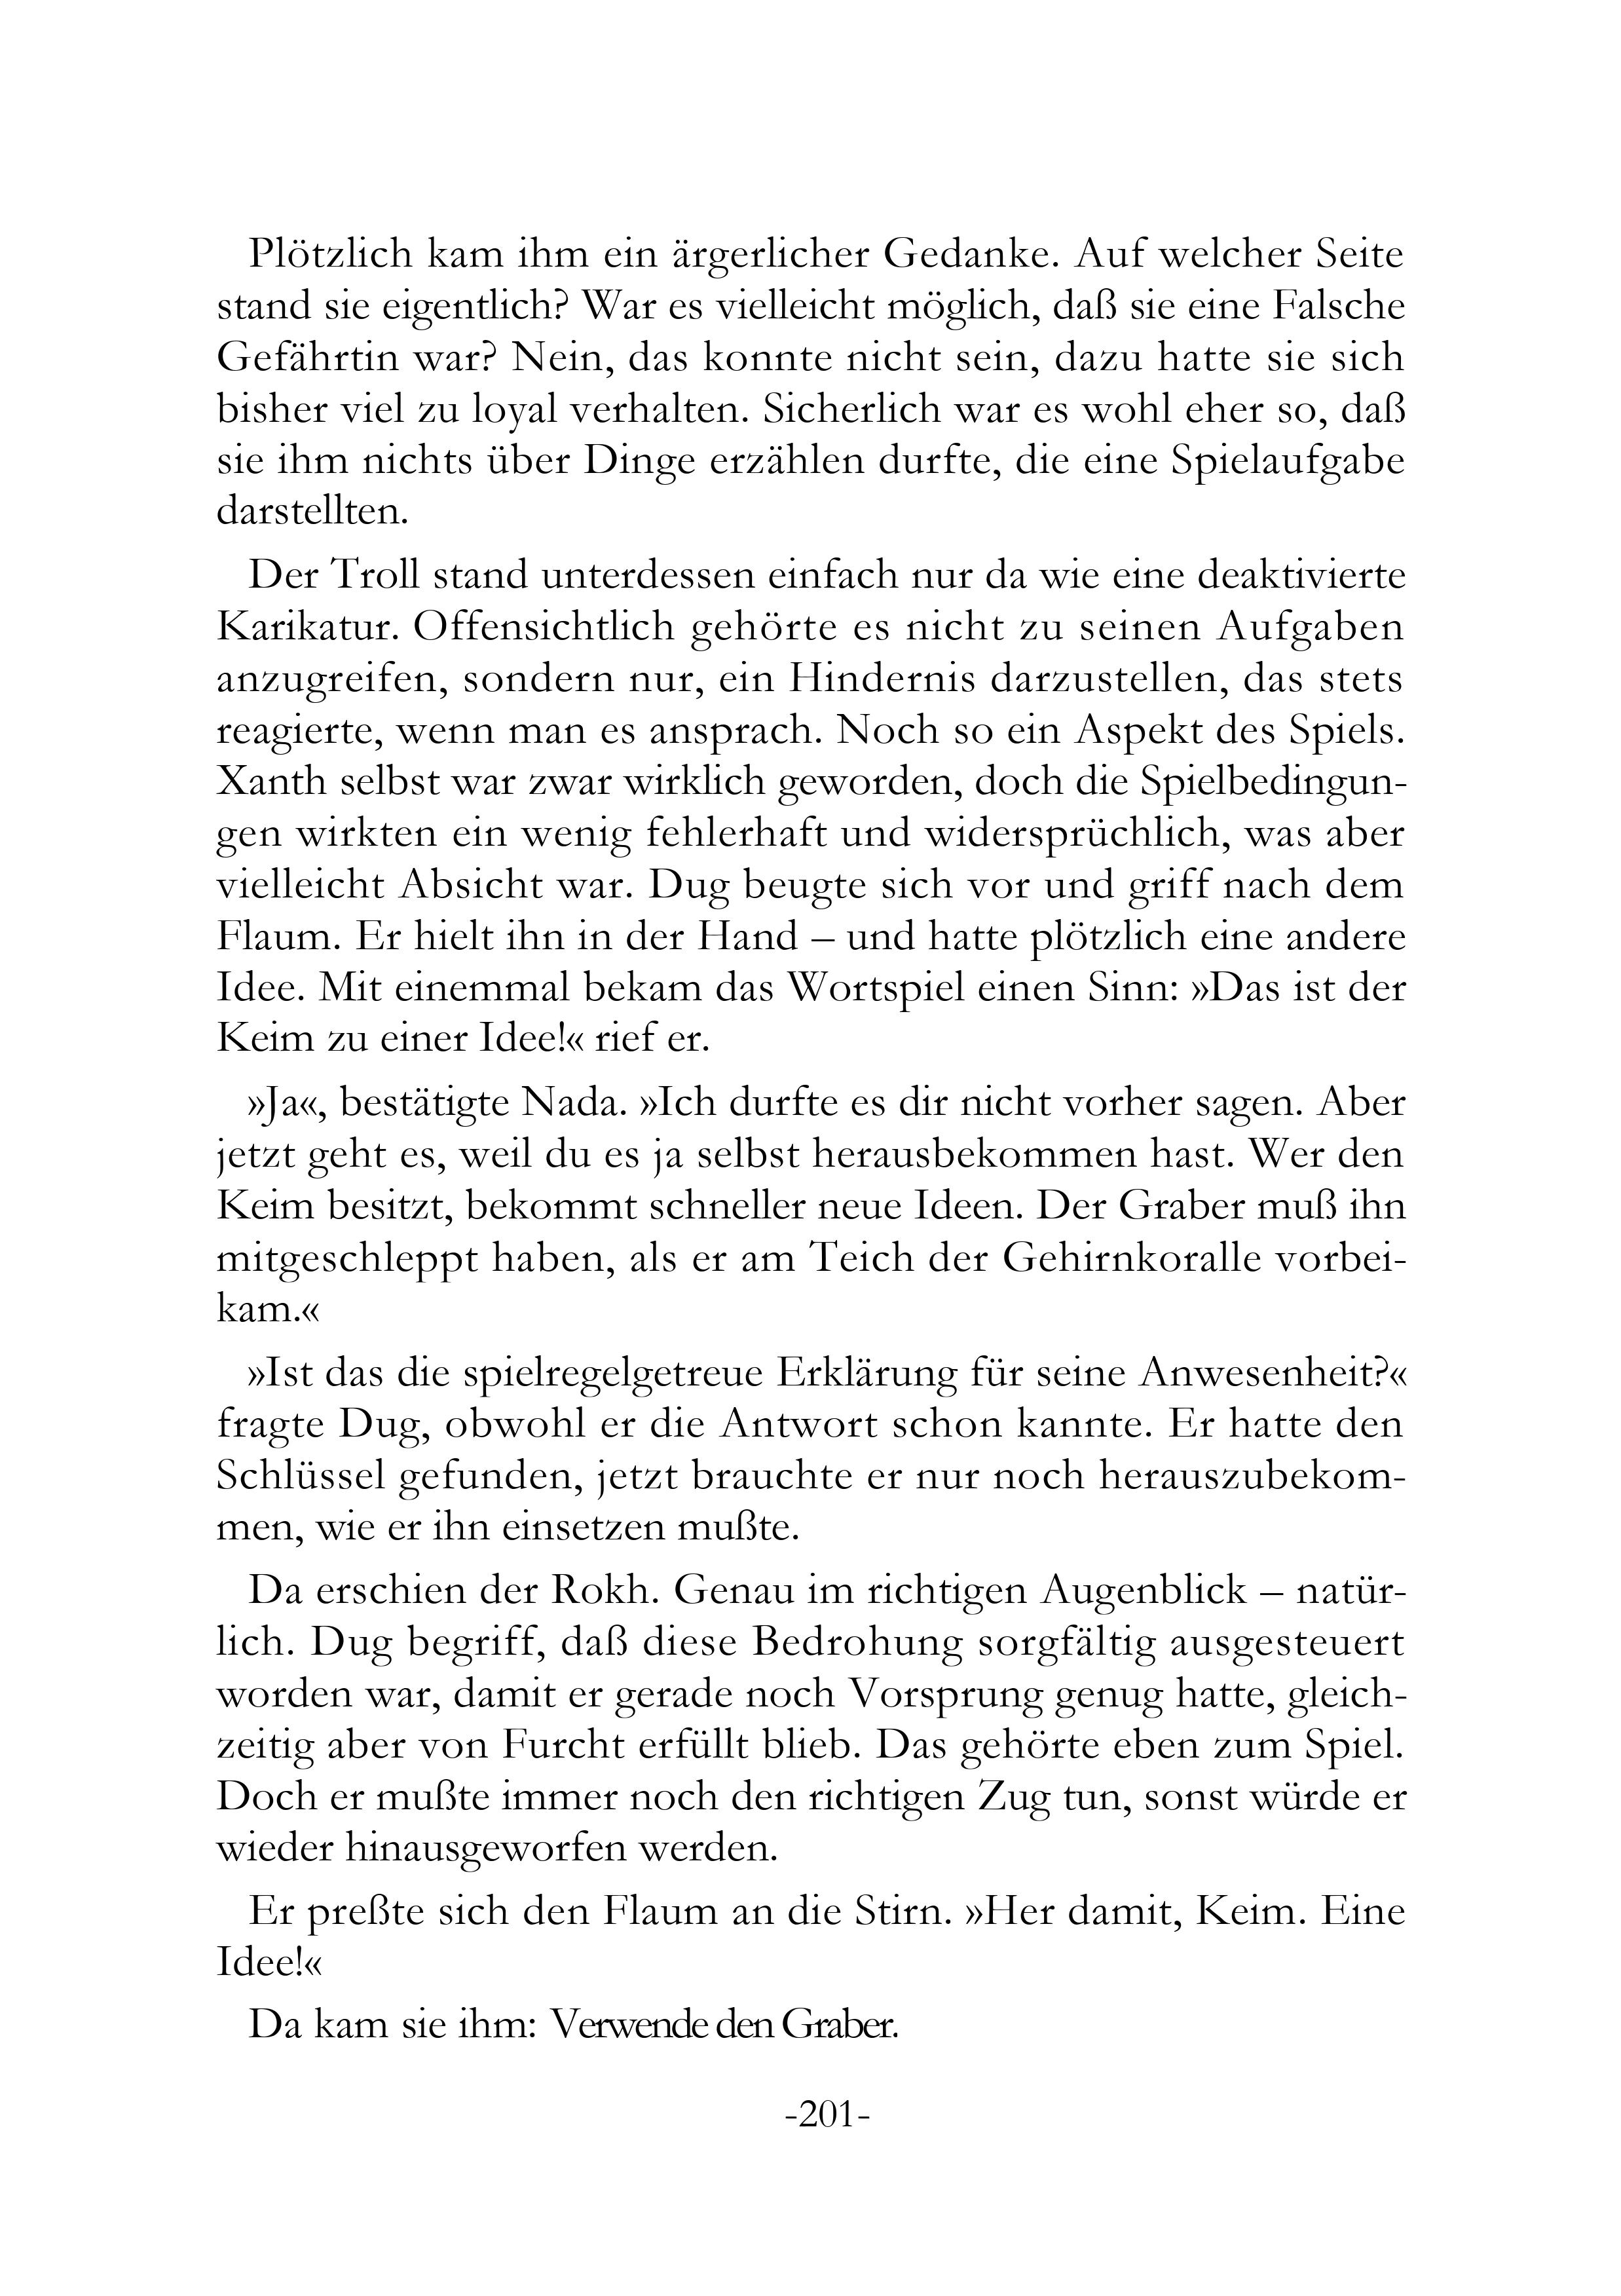 Plötzlich kam ihm ein ärgerlicher Gedanke. Auf welcher Seite
stand sie eigentlich? War es vielleicht möglich, daß sie eine Falsche
Gefährtin war? Nein, das konnte nicht sein, dazu hatte sie sich
bisher viel zu loyal verhalten. Sicherlich war es wohl eher so, daß
sie ihm nichts über Dinge erzählen durfte, die eine Spielaufgabe
darstellten.
Der Troll stand unterdessen einfach nur da wie eine deaktivierte
Karikatur. Offensichtlich gehörte es nicht zu seinen Aufgaben
anzugreifen, sondern nur, ein Hindernis darzustellen, das stets
reagierte, wenn man es ansprach. Noch so ein Aspekt des Spiels.
Xanth selbst war zwar wirklich geworden, doch die Spielbedingun-
gen wirkten ein wenig fehlerhaft und widersprüchlich, was aber
vielleicht Absicht war. Dug beugte sich vor und griff nach dem
Flaum. Er hielt ihn in der Hand – und hatte plötzlich eine andere
Idee. Mit einemmal bekam das Wortspiel einen Sinn: »Das ist der
Keim zu einer Idee!« rief er.
»Ja«, bestätigte Nada. »Ich durfte es dir nicht vorher sagen. Aber
jetzt geht es, weil du es ja selbst herausbekommen hast. Wer den
Keim besitzt, bekommt schneller neue Ideen. Der Graber muß ihn
mitgeschleppt haben, als er am Teich der Gehirnkoralle vorbei-
kam.«
»Ist das die spielregelgetreue Erklärung für seine Anwesenheit?«
fragte Dug, obwohl er die Antwort schon kannte. Er hatte den
Schlüssel gefunden, jetzt brauchte er nur noch herauszubekom-
men, wie er ihn einsetzen mußte.
Da erschien der Rokh. Genau im richtigen Augenblick – natür-
lich. Dug begriff, daß diese Bedrohung sorgfältig ausgesteuert
worden war, damit er gerade noch Vorsprung genug hatte, gleich-
zeitig aber von Furcht erfüllt blieb. Das gehörte eben zum Spiel.
Doch er mußte immer noch den richtigen Zug tun, sonst würde er
wieder hinausgeworfen werden.
Er preßte sich den Flaum an die Stirn. »Her damit, Keim. Eine
Idee!«
Da kam sie ihm: Verwende den Graber.
-201-